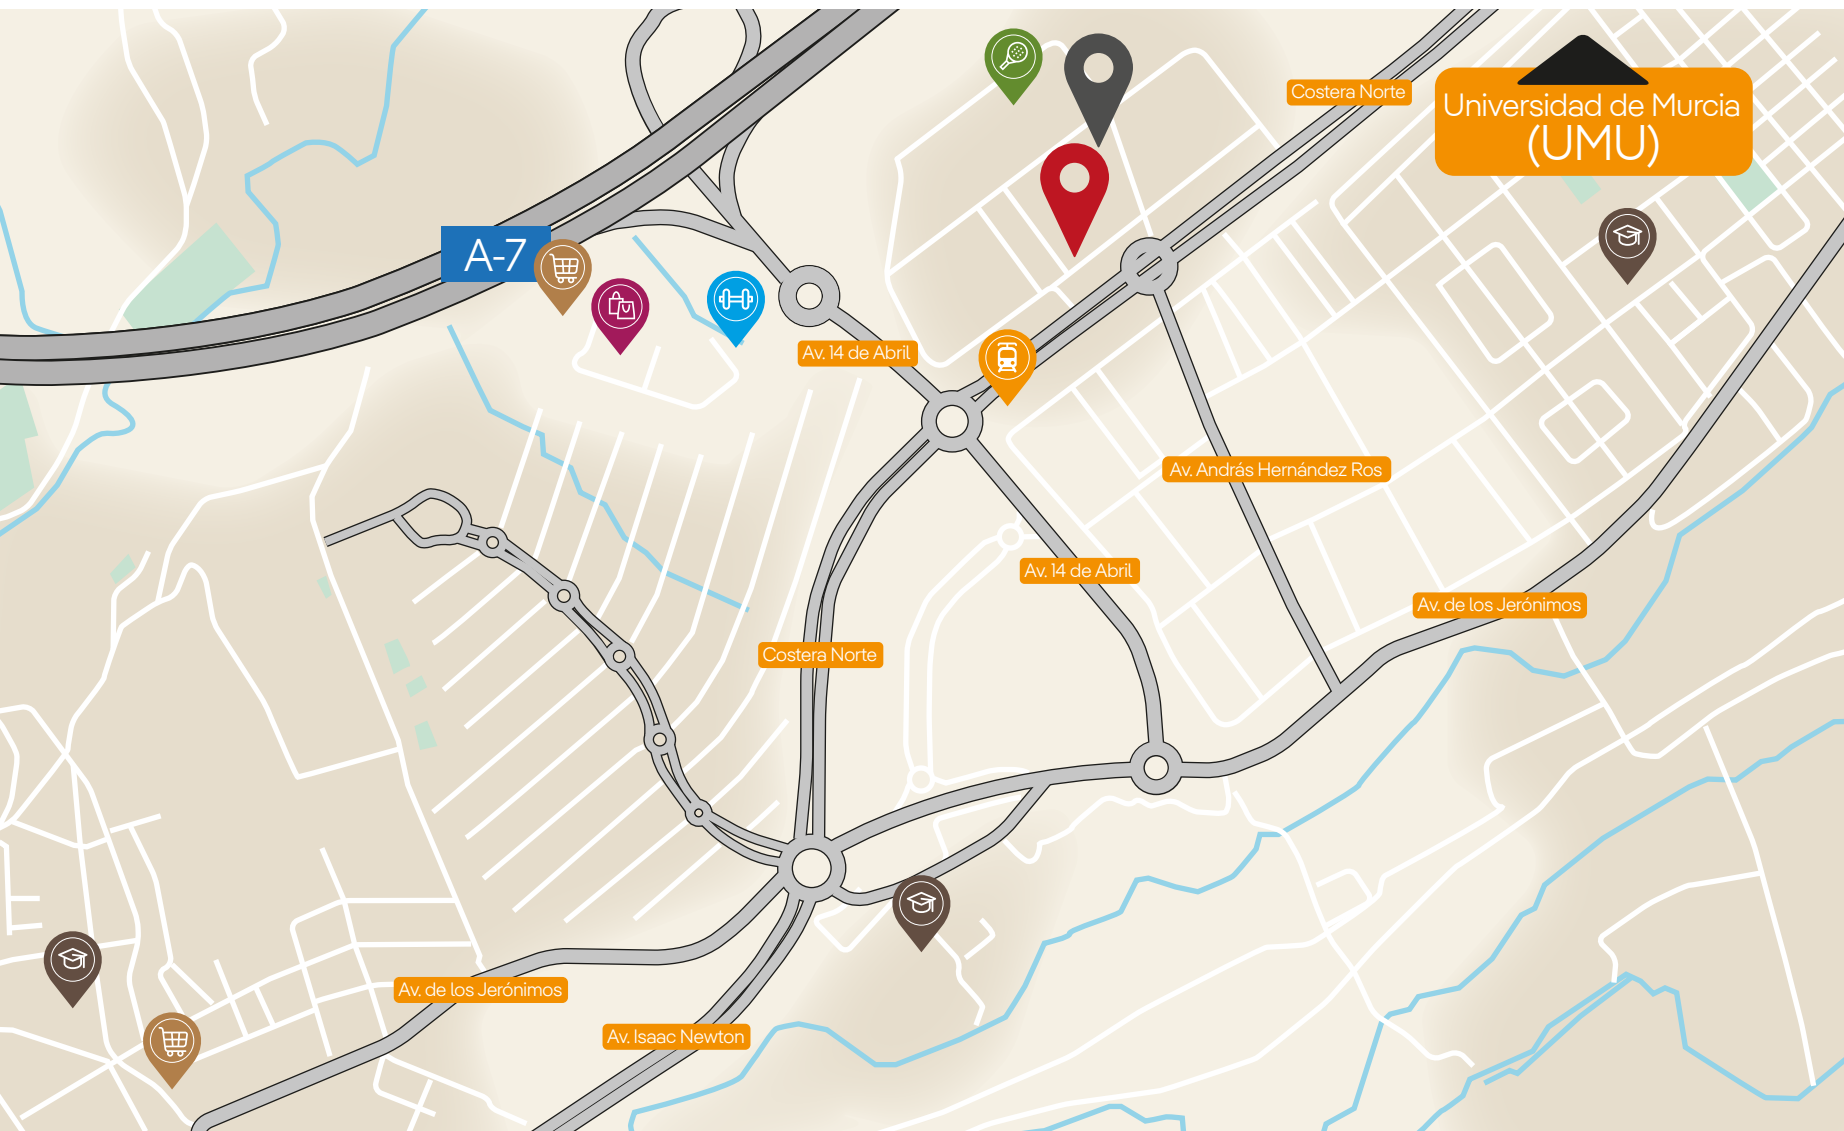 Costera Norte
Universidad de Murcia
(UMU)
A-7
Av. 14 de Abril
Av. András Hernández Ros
Av. 14 de Abril
Av. de los Jerónimos
Costera Norte
Av. de los Jerónimos
Av. Isaac Newton